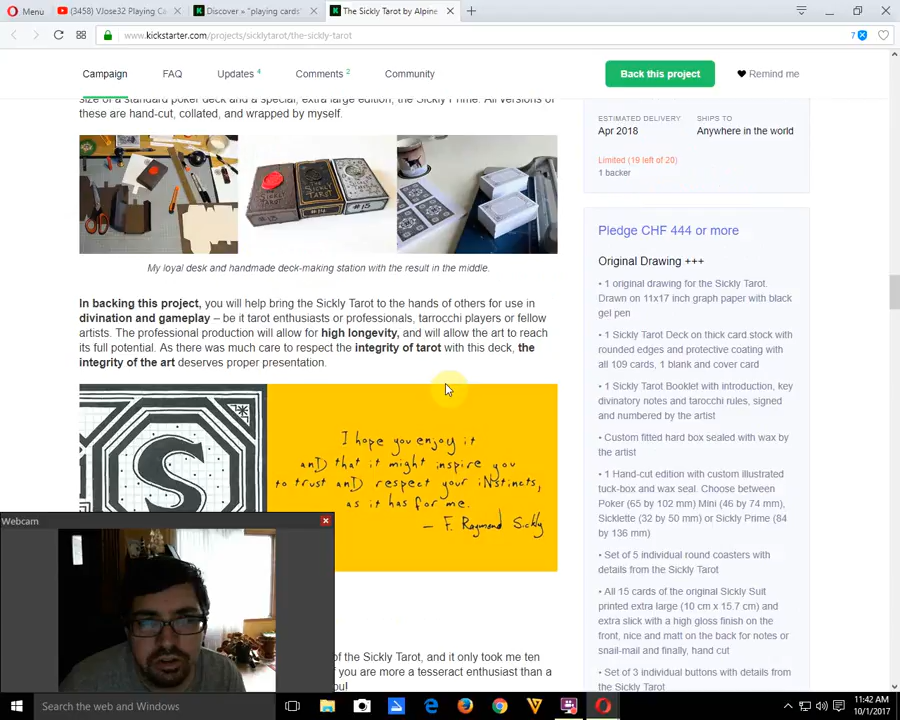 Menu
(3458) VJose32 Playing Ca
Discover » "playing cards"
The Sickly Tarot by Alpine
www.kickstarter.com/projects/sicklytarot/the-sickly-tarot
7
Campaign
FAQ
Updates 4
Comments 2
Community
Back this project
Remind me
size of a standard poker deck and a special, extra large edition, the Sickly Prime. All versions of
these are hand-cut, collated, and wrapped by myself.
My loyal desk and handmade deck-making station with the result in the middle.
In backing this project, you will help bring the Sickly Tarot to the hands of others for use in
divination and gameplay – be it tarot enthusiasts or professionals, tarrocchi players or fellow
artists. The professional production will allow for high longevity, and will allow the art to reach
its full potential. As there was much care to respect the integrity of tarot with this deck, the
integrity of the art deserves proper presentation.
S
I hope you enjoy it
anD that it might inspire you
to trust anD respect your iNstincts,
as it has for me.
– F. Raymond Sickly
of the Sickly Tarot, and it only took me ten
you are more a tesseract enthusiast than a
ou!
ESTIMATED DELIVERY
Apr 2018
SHIPS TO
Anywhere in the world
Limited (19 left of 20)
1 backer
Pledge CHF 444 or more
Original Drawing +++
• 1 original drawing for the Sickly Tarot.
Drawn on 11x17 inch graph paper with black
gel pen
• 1 Sickly Tarot Deck on thick card stock with
rounded edges and protective coating with
all 109 cards, 1 blank and cover card
• 1 Sickly Tarot Booklet with introduction, key
divinatory notes and tarocchi rules, signed
and numbered by the artist
• Custom fitted hard box sealed with wax by
the artist
• 1 Hand-cut edition with custom illustrated
tuck-box and wax seal. Choose between
Poker (65 by 102 mm) Mini (46 by 74 mm),
Sicklette (32 by 50 mm) or Sickly Prime (84
by 136 mm)
• Set of 5 individual round coasters with
details from the Sickly Tarot
• All 15 cards of the original Sickly Suit
printed extra large (10 cm x 15.7 cm) and
extra slick with a high gloss finish on the
front, nice and matt on the back for notes or
snail-mail and finally, hand cut
• Set of 3 individual buttons with details from
the Sickly Tarot
Webcam
Search the web and Windows
11:42 AM
10/1/2017